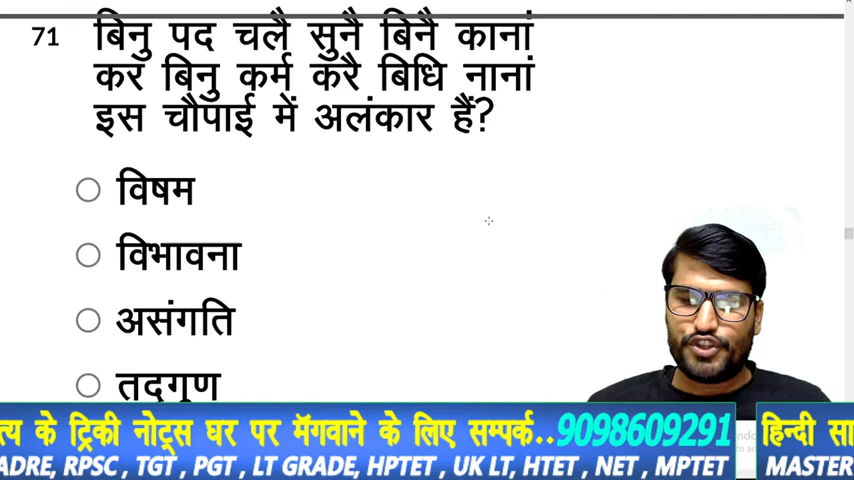 71 बिनु पद चलै सुनै बिनै कानां
कर बिनु कर्म करै बिधि नानां
इस चौपाई में अलंकार हैं?
विषम
विभावना
असंगति
तद्गुण
त्य के ट्रिकी नोट्स घर पर मँगवाने के लिए सम्पर्क..9098609291
हिन्दी सा
ADRE, RPSC , TGT , PGT , LT GRADE, HPTET , UK LT, HTET , NET , MPTET
MASTER